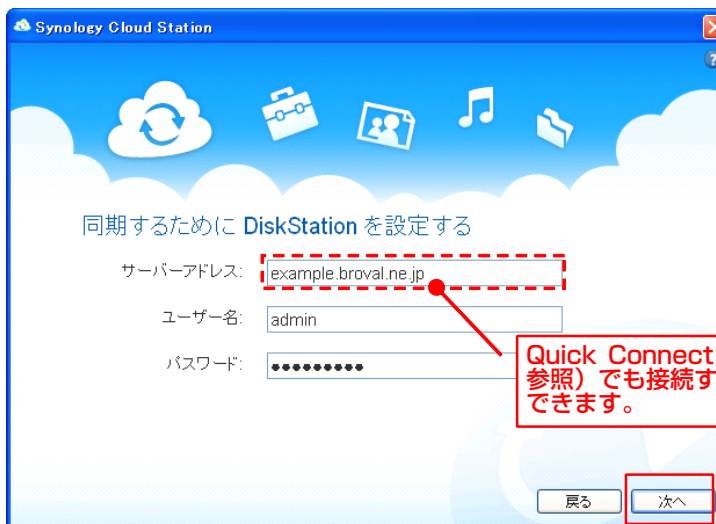 Synology Cloud Station
同期するために DiskStation を設定する
サーバーアドレス: example.broval.ne.jp
ユーザー名: admin
パスワード: ●●●●●●●●●
Quick Connect
参照）でも接続す
できます。
戻る 次へ